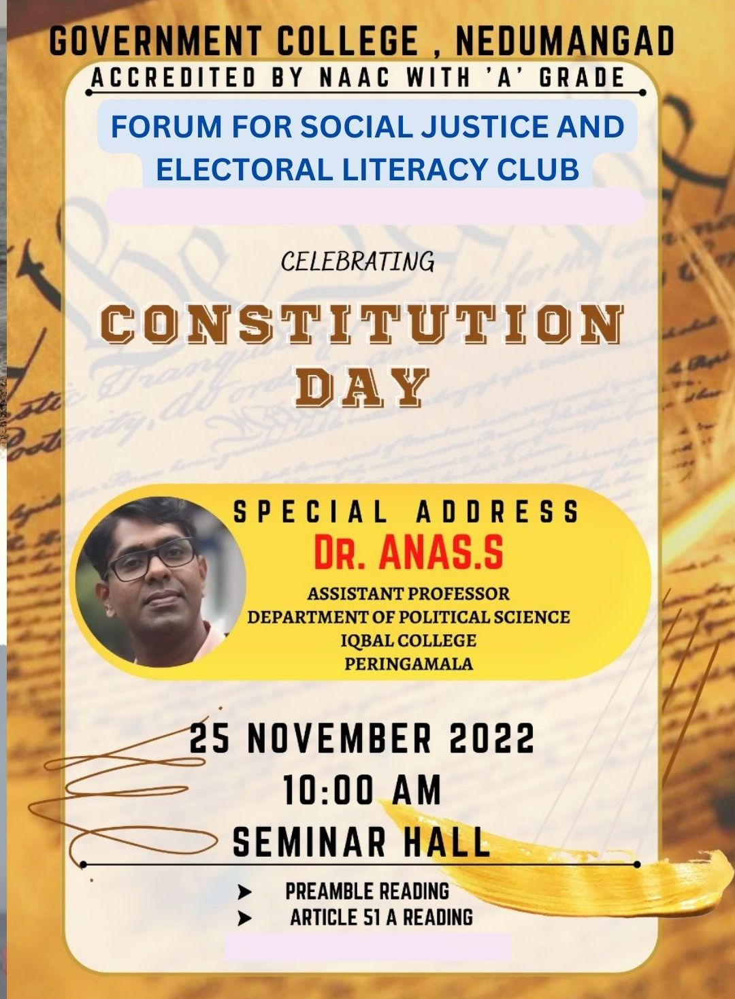 GOVERNMENT COLLEGE , NEDUMANGAD
ACCREDITED BY NAAC WITH 'A' GRADE
FORUM FOR SOCIAL JUSTICE AND
ELECTORAL LITERACY CLUB
CELEBRATING
CONSTITUTION
DAY
SPECIAL ADDRESS
DR. ANAS.S
ASSISTANT PROFESSOR
DEPARTMENT OF POLITICAL SCIENCE
IQBAL COLLEGE
PERINGAMALA
25 NOVEMBER 2022
10:00 AM
SEMINAR HALL
➤ PREAMBLE READING
➤ ARTICLE 51 A READING